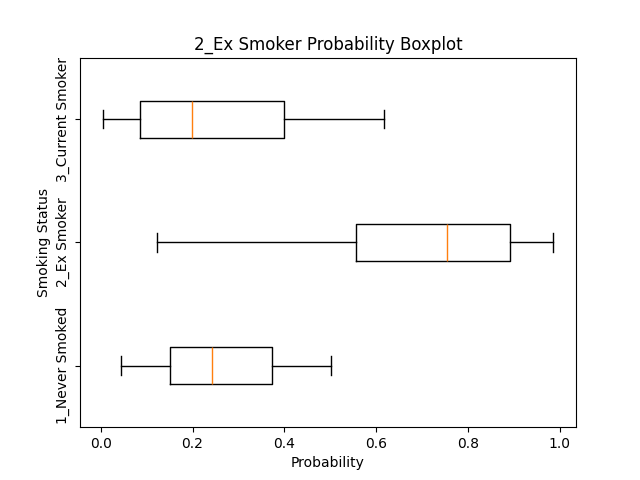 2_Ex Smoker Probability Boxplot
Smoking Status
3_Current Smoker
2_Ex Smoker
1_Never Smoked
0.0 0.2 0.4 0.6 0.8 1.0
Probability